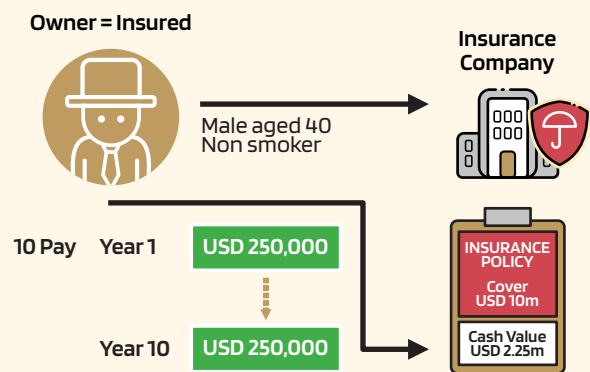 Owner = Insured
Insurance
Company
Male aged 40
Non smoker
10 Pay Year 1 USD 250,000
Year 10 USD 250,000
INSURANCE
POLICY
Cover
USD 10m
Cash Value
USD 2.25m